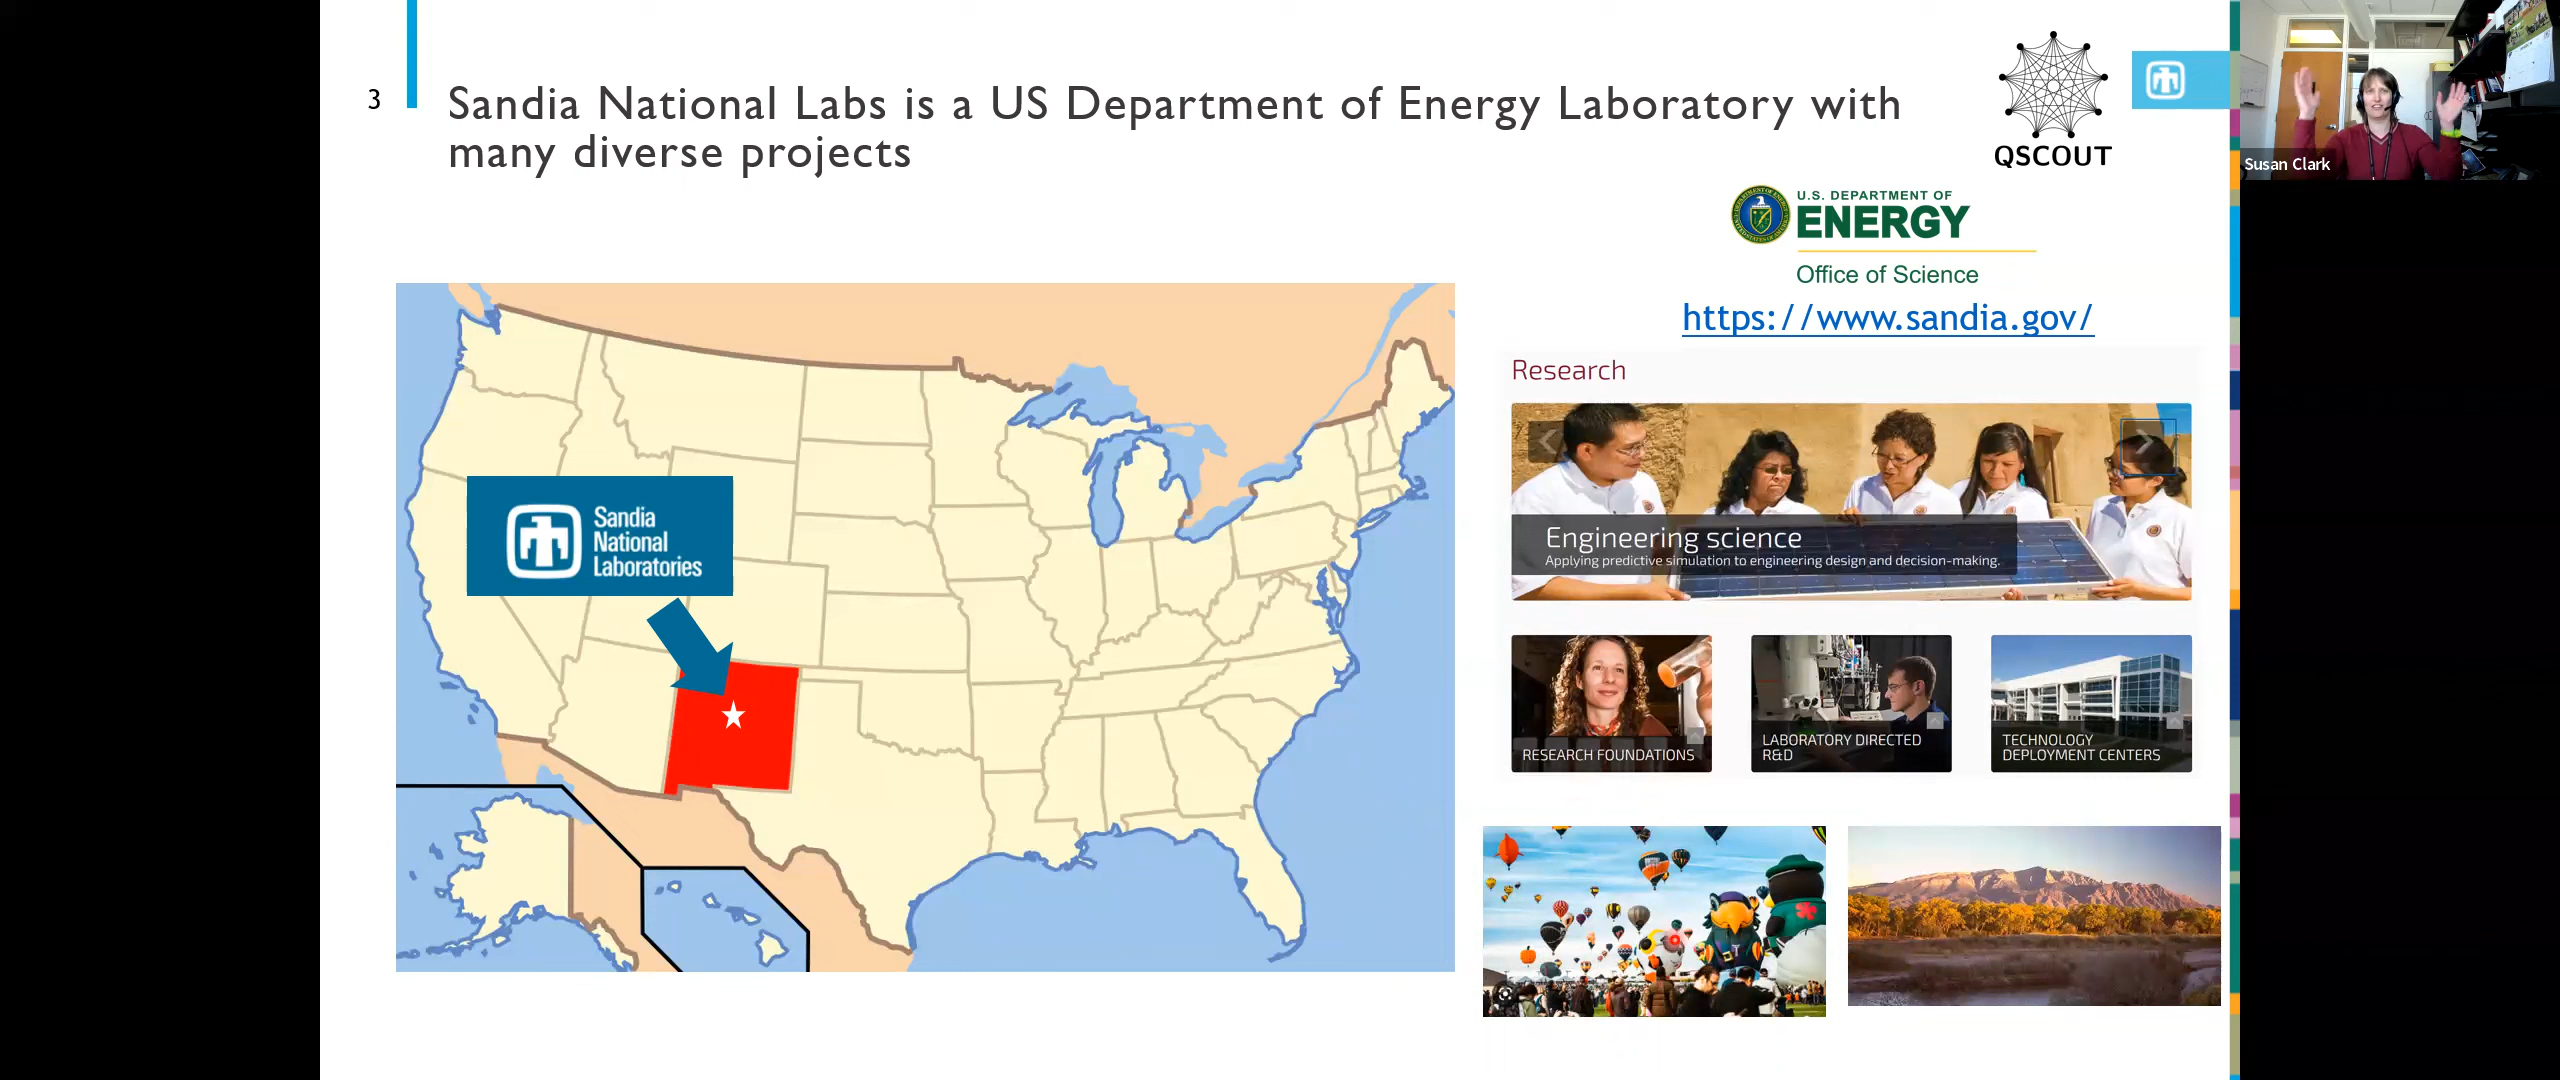 3
Sandia National Labs is a US Department of Energy Laboratory with
many diverse projects
QSCOUT
Susan Clark
U.S. DEPARTMENT OF
ENERGY
Office of Science
https://www.sandia.gov/
Sandia
National
Laboratories
Research
Engineering science
Applying predictive simulation to engineering design and decision-making.
RESEARCH FOUNDATIONS
LABORATORY DIRECTED
R&D
TECHNOLOGY
DEPLOYMENT CENTERS